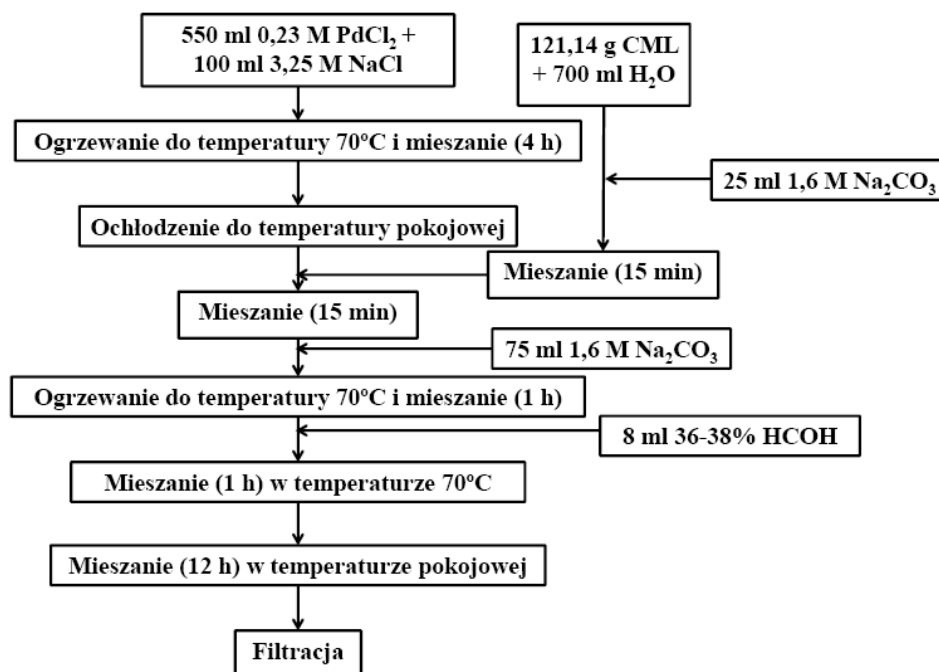 550 ml 0,23 M PdCl₂ +
100 ml 3,25 M NaCl
121,14 g CML
+ 700 ml H₂O
Ogrzewanie do temperatury 70ºC i mieszanie (4 h)
25 ml 1,6 M Na₂CO₃
Ochłodzenie do temperatury pokojowej
Mieszanie (15 min)
Mieszanie (15 min)
75 ml 1,6 M Na₂CO₃
Ogrzewanie do temperatury 70ºC i mieszanie (1 h)
8 ml 36-38% HCOH
Mieszanie (1 h) w temperaturze 70ºC
Mieszanie (12 h) w temperaturze pokojowej
Filtracja